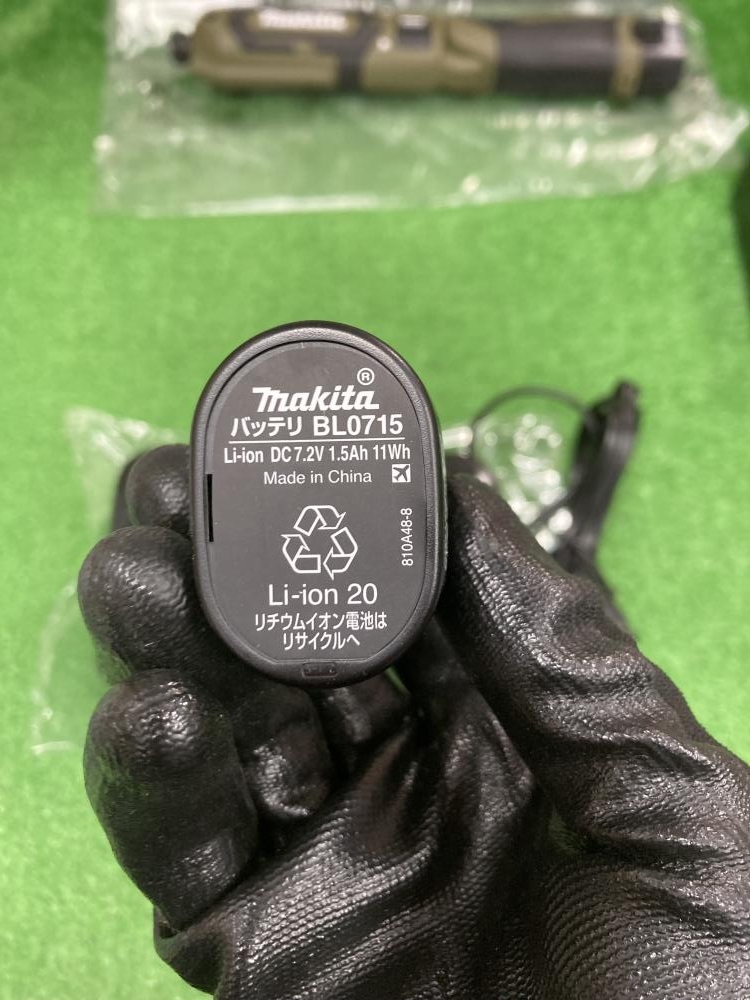 makita
makita®
バッテリ BL0715
Li-ion DC 7.2V 1.5Ah 11Wh
Made in China
810A48-8
Li-ion 20
リチウムイオン電池は
リサイクルへ